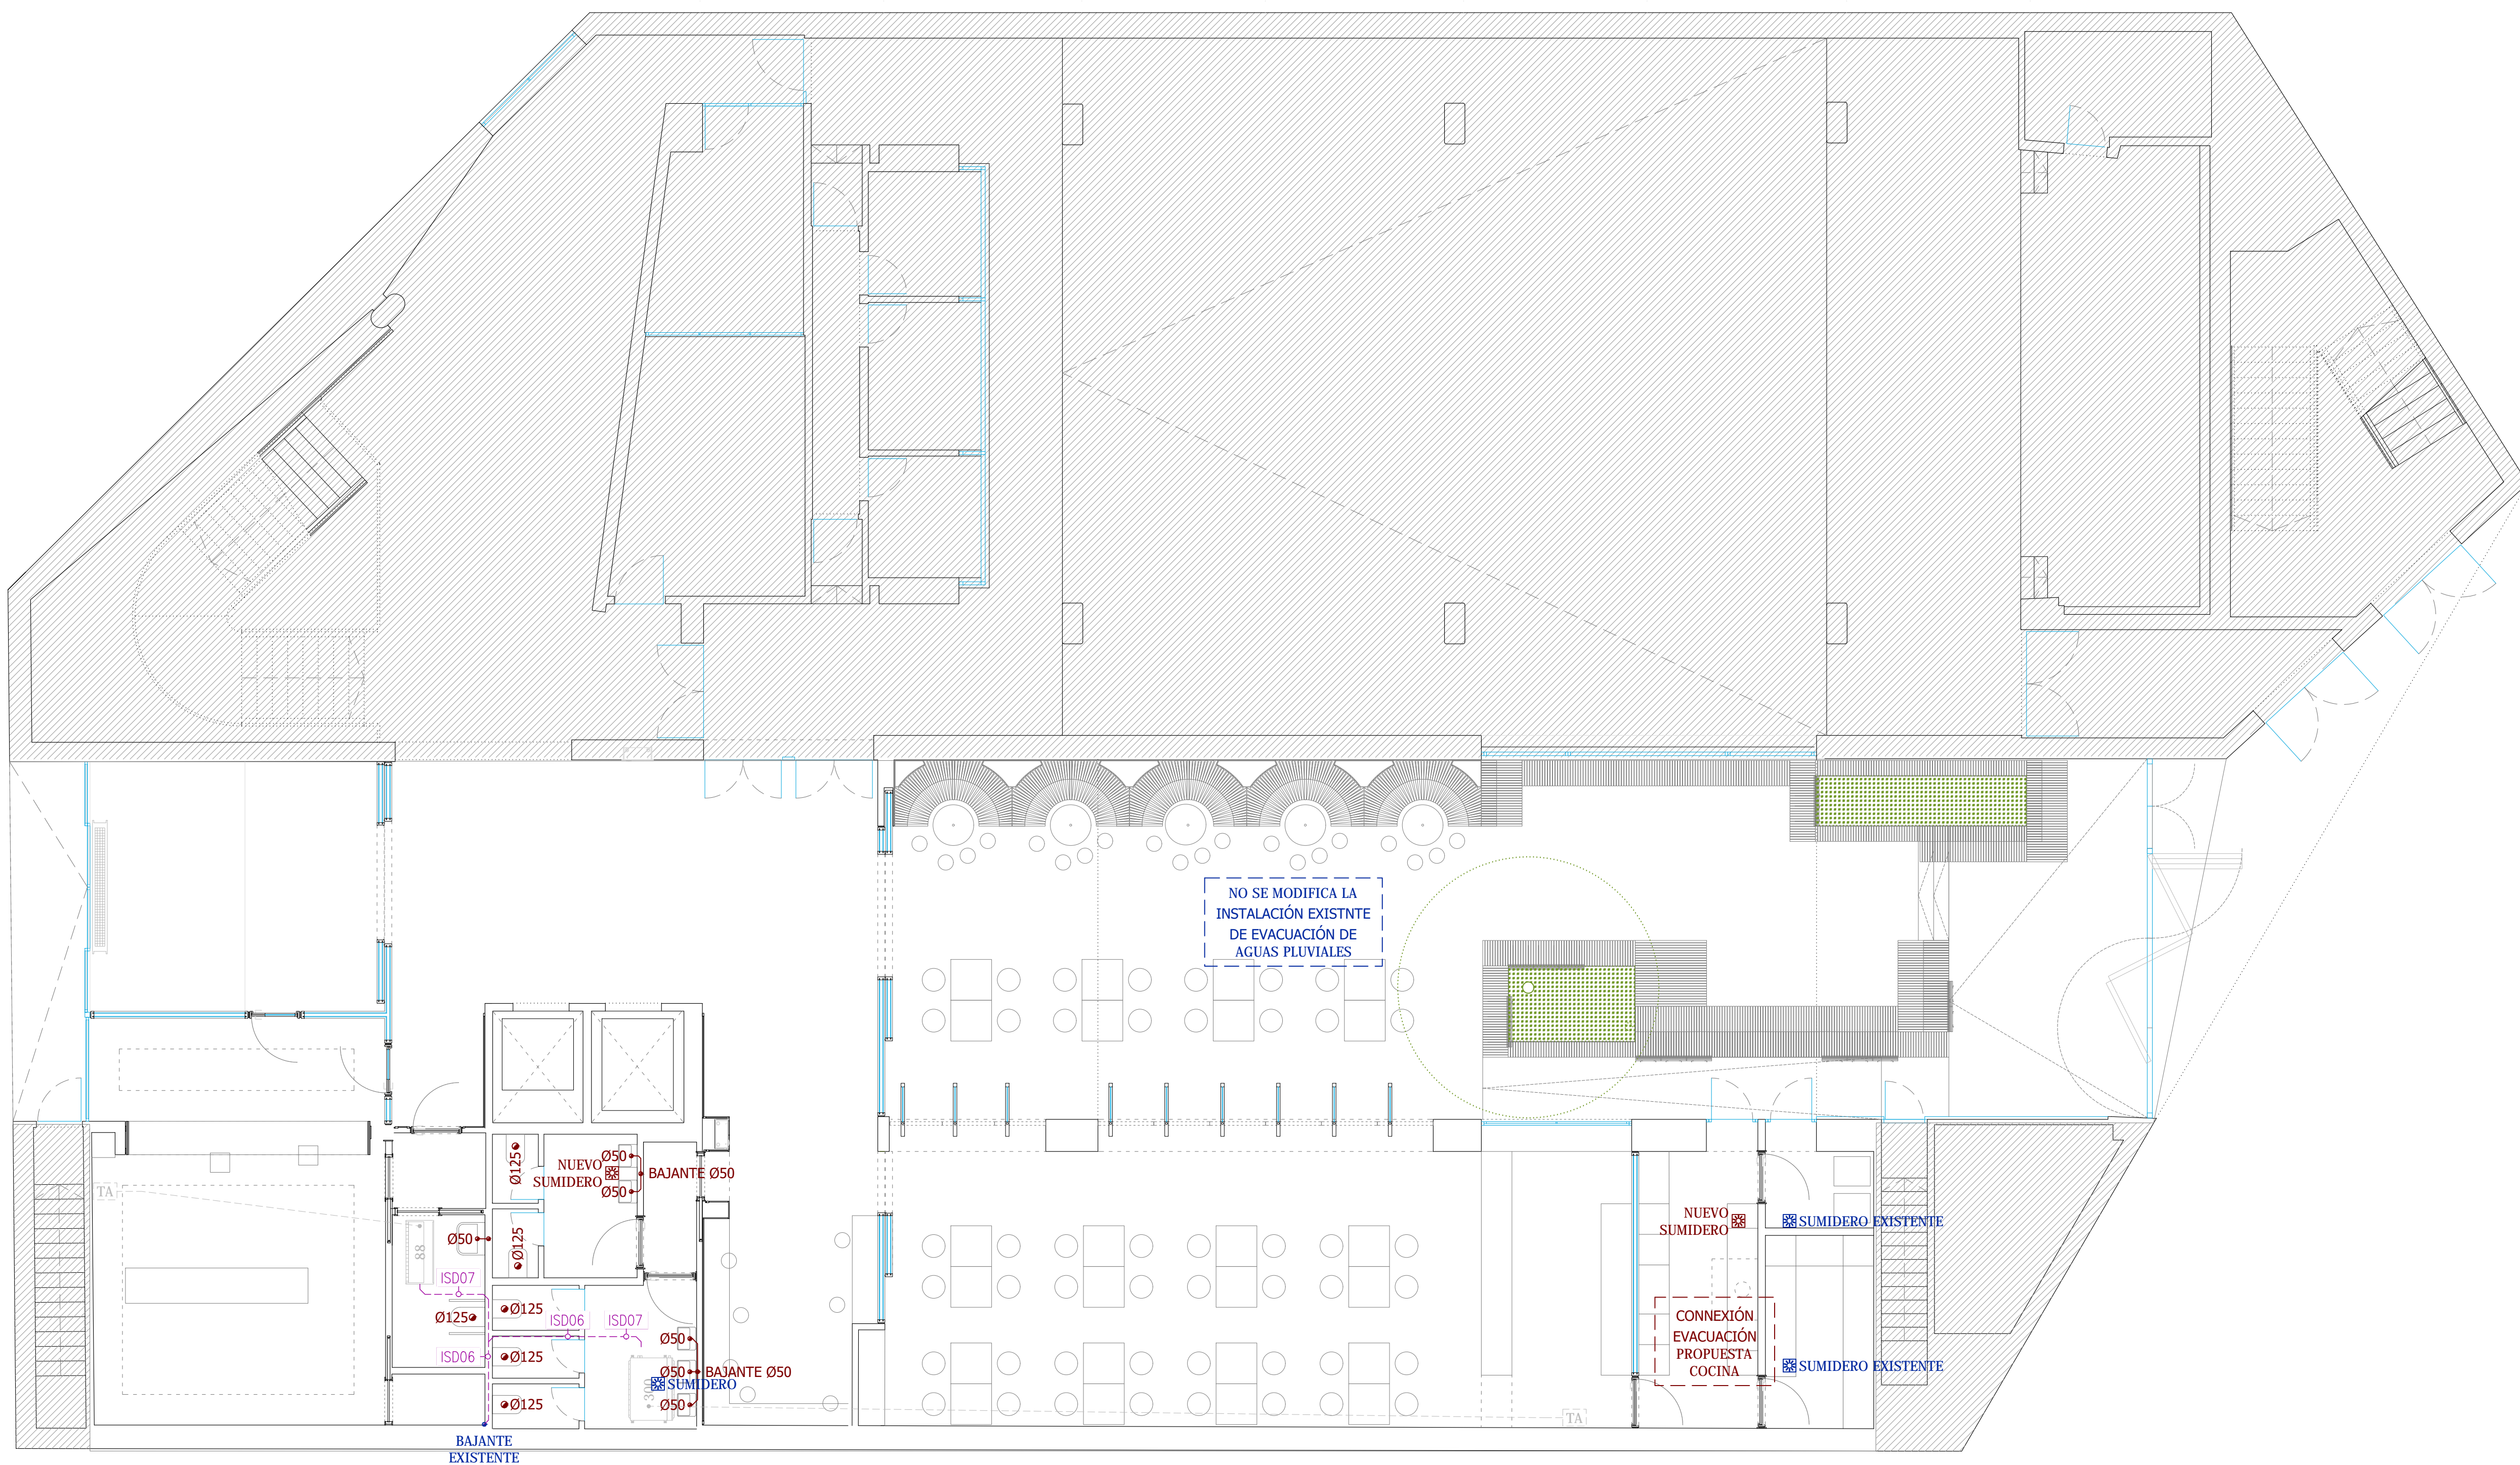 NO SE MODIFICA LA
INSTALACIÓN EXISTNTE
DE EVACUACIÓN DE
AGUAS PLUVIALES
Ø125
NUEVO
SUMIDERO
Ø50
Ø50
BAJANTE Ø50
TA
Ø50
Ø125
88
ISD07
Ø125
Ø125
ISD06
ISD07
ISD06
Ø125
Ø50
Ø50
BAJANTE Ø50
300
SUMIDERO
Ø125
Ø50
BAJANTE
EXISTENTE
NUEVO
SUMIDERO
SUMIDERO EXISTENTE
CONNEXIÓN
EVACUACIÓN
PROPUESTA
COCINA
SUMIDERO EXISTENTE
TA